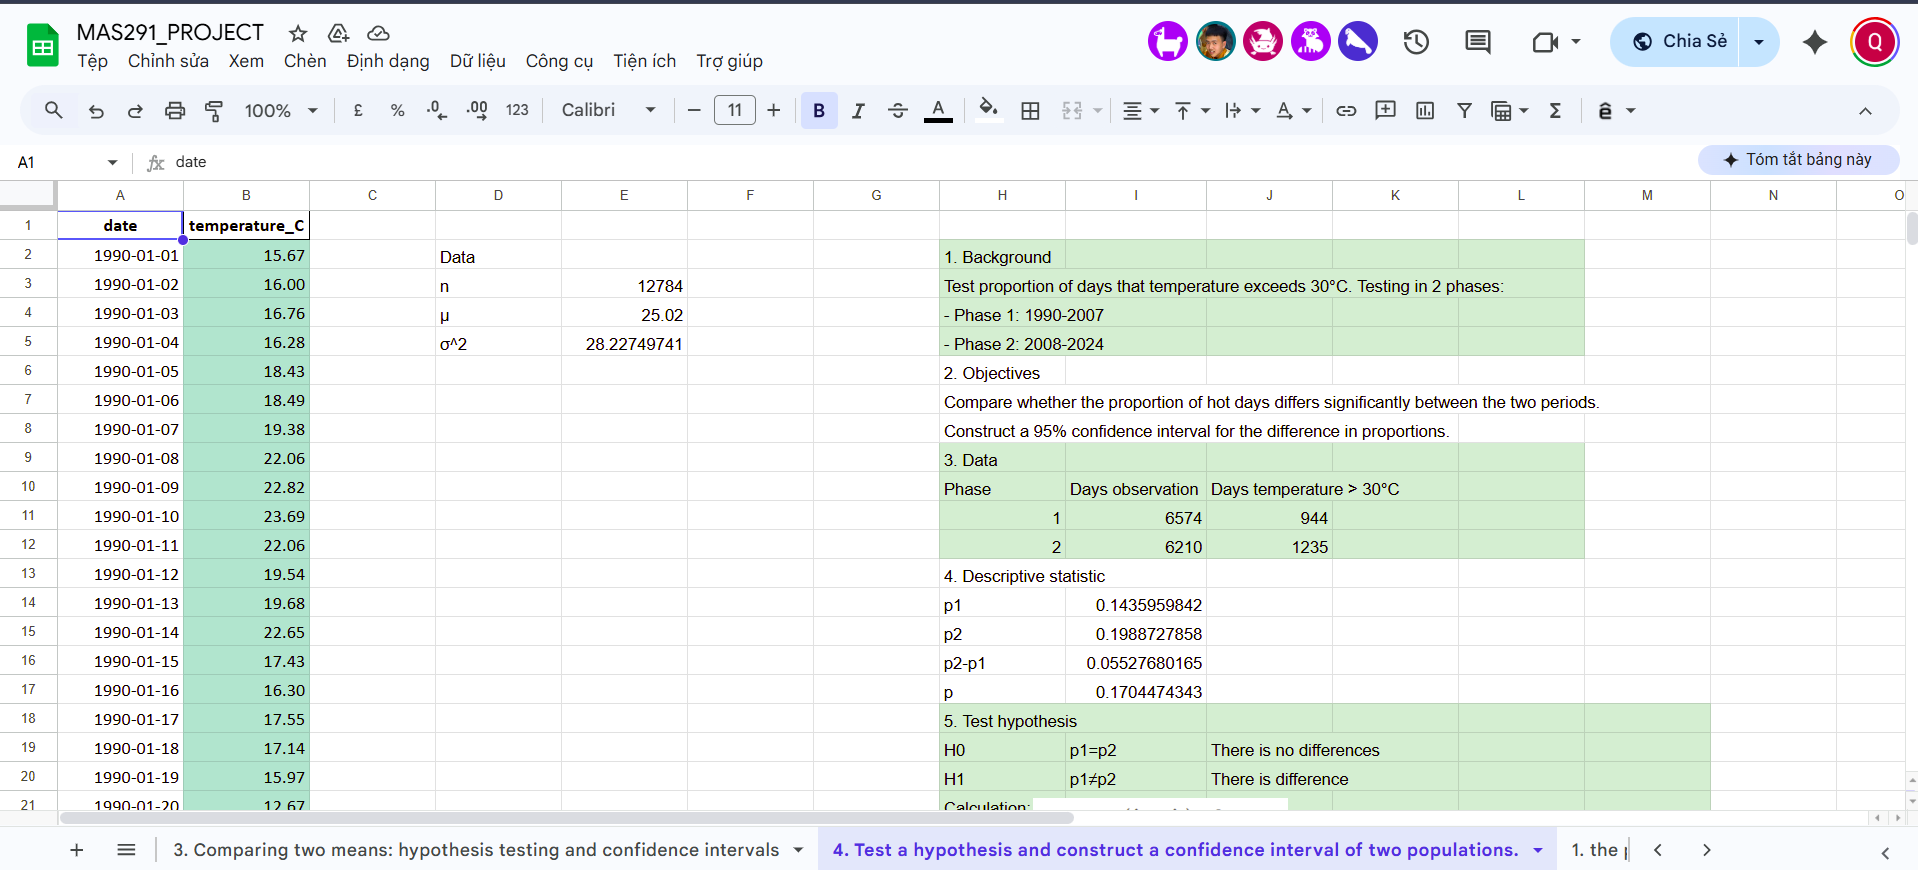 MAS291_PROJECT
Tệp Chỉnh sửa Xem Chèn Định dạng Dữ liệu Công cụ Tiện ích Trợ giúp
Chia Sẻ
Q
100% £ % .0 .00 123 Calibri 11 B I A Σ ê
A1 fx date
Tóm tắt bảng này
A B C D E F G H I J K L M N O
1 date temperature_C
2 1990-01-01 15.67 Data 1. Background
3 1990-01-02 16.00 n 12784 Test proportion of days that temperature exceeds 30°C. Testing in 2 phases:
4 1990-01-03 16.76 μ 25.02 - Phase 1: 1990-2007
5 1990-01-04 16.28 σ^2 28.22749741 - Phase 2: 2008-2024
6 1990-01-05 18.43 2. Objectives
7 1990-01-06 18.49 Compare whether the proportion of hot days differs significantly between the two periods.
8 1990-01-07 19.38 Construct a 95% confidence interval for the difference in proportions.
9 1990-01-08 22.06 3. Data
10 1990-01-09 22.82 Phase Days observation Days temperature > 30°C
11 1990-01-10 23.69 1 6574 944
12 1990-01-11 22.06 2 6210 1235
13 1990-01-12 19.54 4. Descriptive statistic
14 1990-01-13 19.68 p1 0.1435959842
15 1990-01-14 22.65 p2 0.1988727858
16 1990-01-15 17.43 p2-p1 0.05527680165
17 1990-01-16 16.30 p 0.1704474343
18 1990-01-17 17.55 5. Test hypothesis
19 1990-01-18 17.14 H0 p1=p2 There is no differences
20 1990-01-19 15.97 H1 p1≠p2 There is difference
21 1990-01-20 12.67 Calculation:
3. Comparing two means: hypothesis testing and confidence intervals 4. Test a hypothesis and construct a confidence interval of two populations. 1. the